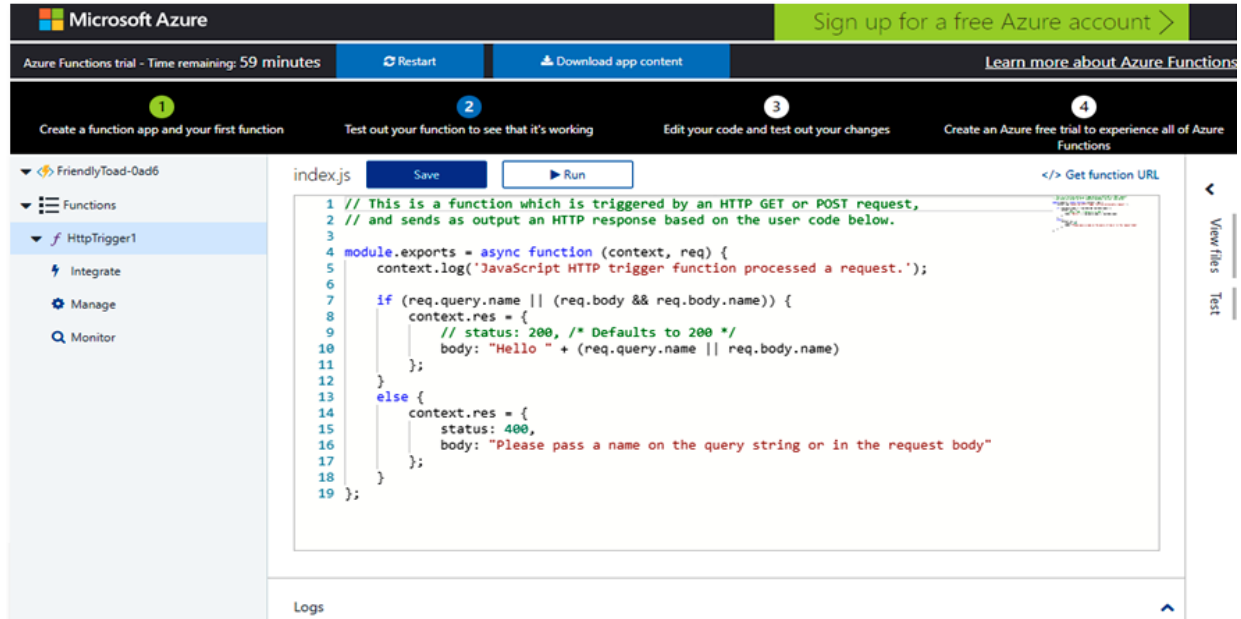 Microsoft Azure
Sign up for a free Azure account >
Azure Functions trial - Time remaining: 59 minutes
Restart
Download app content
Learn more about Azure Functions
1
2
3
4
Create a function app and your first function
Test out your function to see that it's working
Edit your code and test out your changes
Create an Azure free trial to experience all of Azure
Functions
FriendlyToad-0ad6
Functions
HttpTrigger1
Integrate
Manage
Monitor
index.js
Save
Run
</> Get function URL
1 // This is a function which is triggered by an HTTP GET or POST request,
2 // and sends as output an HTTP response based on the user code below.
3
4 module.exports = async function (context, req) {
5     context.log('JavaScript HTTP trigger function processed a request.');
6
7     if (req.query.name || (req.body && req.body.name)) {
8         context.res = {
9             // status: 200, /* Defaults to 200 */
10             body: "Hello " + (req.query.name || req.body.name)
11         };
12     }
13     else {
14         context.res = {
15             status: 400,
16             body: "Please pass a name on the query string or in the request body"
17         };
18     }
19 };
View files
Test
Logs